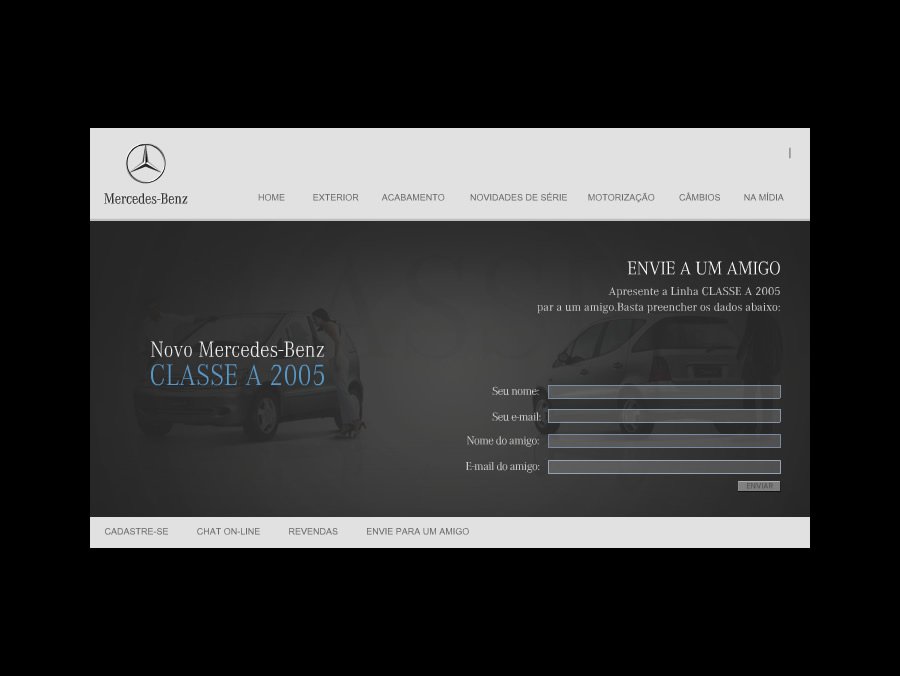 Mercedes-Benz
HOME EXTERIOR ACABAMENTO NOVIDADES DE SÉRIE MOTORIZAÇÃO CÂMBIOS NA MÍDIA
ENVIE A UM AMIGO
Apresente a Linha CLASSE A 2005
par a um amigo.Basta preencher os dados abaixo:
Novo Mercedes-Benz
CLASSE A 2005
Seu nome:
Seu e-mail:
Nome do amigo:
E-mail do amigo:
ENVIAR
CADASTRE-SE CHAT ON-LINE REVENDAS ENVIE PARA UM AMIGO